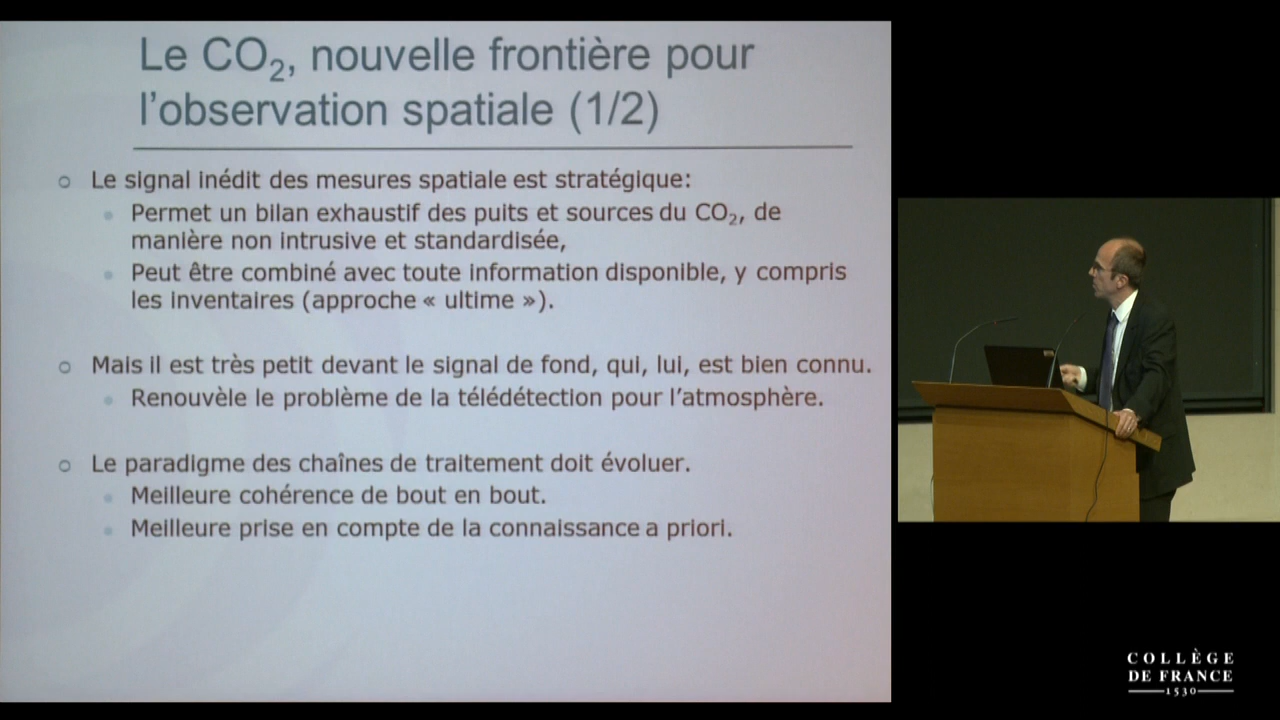 Le CO₂, nouvelle frontière pour
l'observation spatiale (1/2)
Le signal inédit des mesures spatiale est stratégique:
Permet un bilan exhaustif des puits et sources du CO₂, de
manière non intrusive et standardisée,
Peut être combiné avec toute information disponible, y compris
les inventaires (approche « ultime »).
Mais il est très petit devant le signal de fond, qui, lui, est bien connu.
Renouvèle le problème de la télédétection pour l'atmosphère.
Le paradigme des chaînes de traitement doit évoluer.
Meilleure cohérence de bout en bout.
Meilleure prise en compte de la connaissance a priori.
COLLÈGE
DE FRANCE
1530